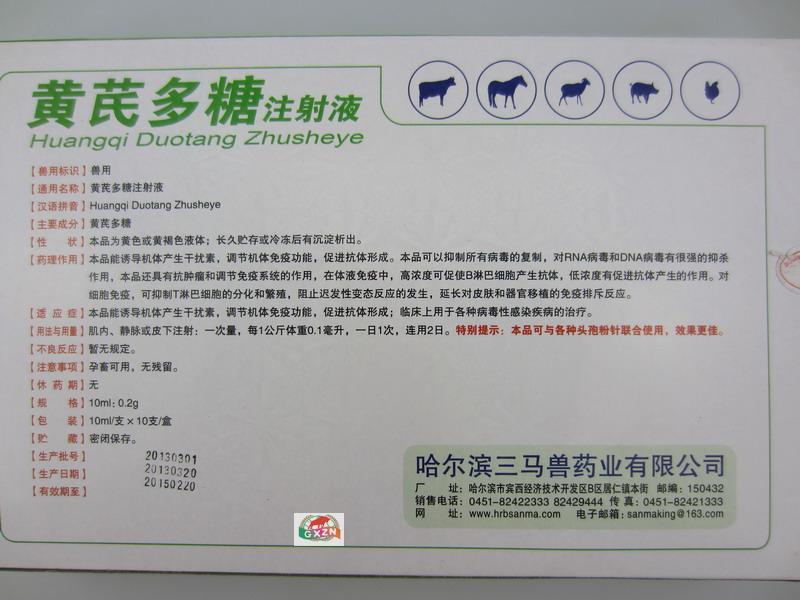 黄芪多糖注射液
Huangqi Duotang Zhusheye
【兽用标识】兽用
【通用名称】黄芪多糖注射液
【汉语拼音】Huangqi Duotang Zhusheye
【主要成分】黄芪多糖
【性 状】本品为黄色或黄褐色液体；长久贮存或冷冻后有沉淀析出。
【药理作用】本品能诱导机体产生干扰素，调节机体免疫功能，促进抗体形成。本品可以抑制所有病毒的复制，对RNA病毒和DNA病毒有很强的抑杀
作用，本品还具有抗肿瘤和调节免疫系统的作用，在体液免疫中，高浓度可促使B淋巴细胞产生抗体，低浓度有促进抗体产生的作用。对
细胞免疫，可抑制T淋巴细胞的分化和繁殖，阻止迟发性变态反应的发生，延长对皮肤和器官移植的免疫排斥反应。
【适 应 症】本品能诱导机体产生干扰素，调节机体免疫功能，促进抗体形成；临床上用于各种病毒性感染疾病的治疗。
【用法与用量】肌内、静脉或皮下注射：一次量，每1公斤体重0.1毫升，一日1次，连用2日。特别提示：本品可与各种头孢粉针联合使用，效果更佳。
【不良反应】暂无规定。
【注意事项】孕畜可用，无残留。
【休 药 期】无
【规 格】10ml：0.2g
【包 装】10ml/支×10支/盒
【贮 藏】密闭保存。
【生产批号】20130301
【生产日期】20130320
【有效期至】20150220
哈尔滨三马兽药业有限公司
厂 址：哈尔滨市宾西经济技术开发区B区居仁镇本街 邮编：150432
销售电话：0451-82422333 82429444 传真：0451-82421333
网 址：www.hrbsanma.com 电子邮箱：sanmaking@163.com
GXZN